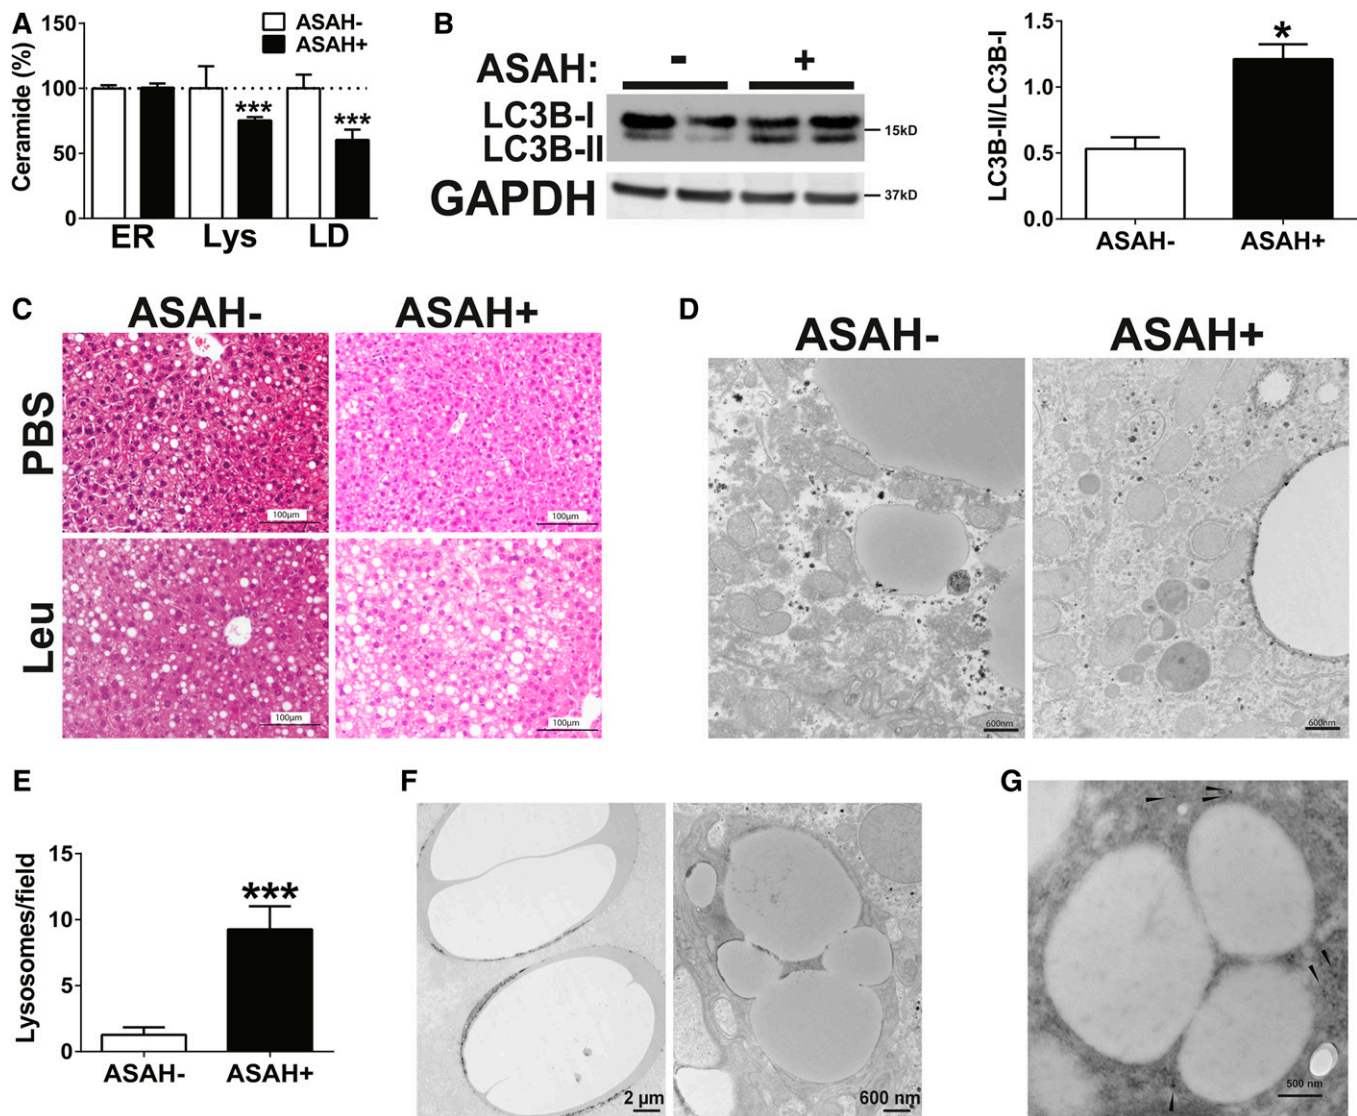 A
150
100
50
0
Ceramide (%)
ASAH-
ASAH+
***
***
ER Lys LD
B
ASAH: - +
LC3B-I
LC3B-II
15kD
GAPDH
37kD
1.5
1.0
0.5
0.0
LC3B-II/LC3B-I
*
ASAH- ASAH+
C
ASAH- ASAH+
PBS
100µm
100µm
Leu
100µm
100µm
D
ASAH- ASAH+
600nm
600nm
E
15
10
5
0
Lysosomes/field
***
ASAH- ASAH+
F
2 µm
600 nm
G
500 nm